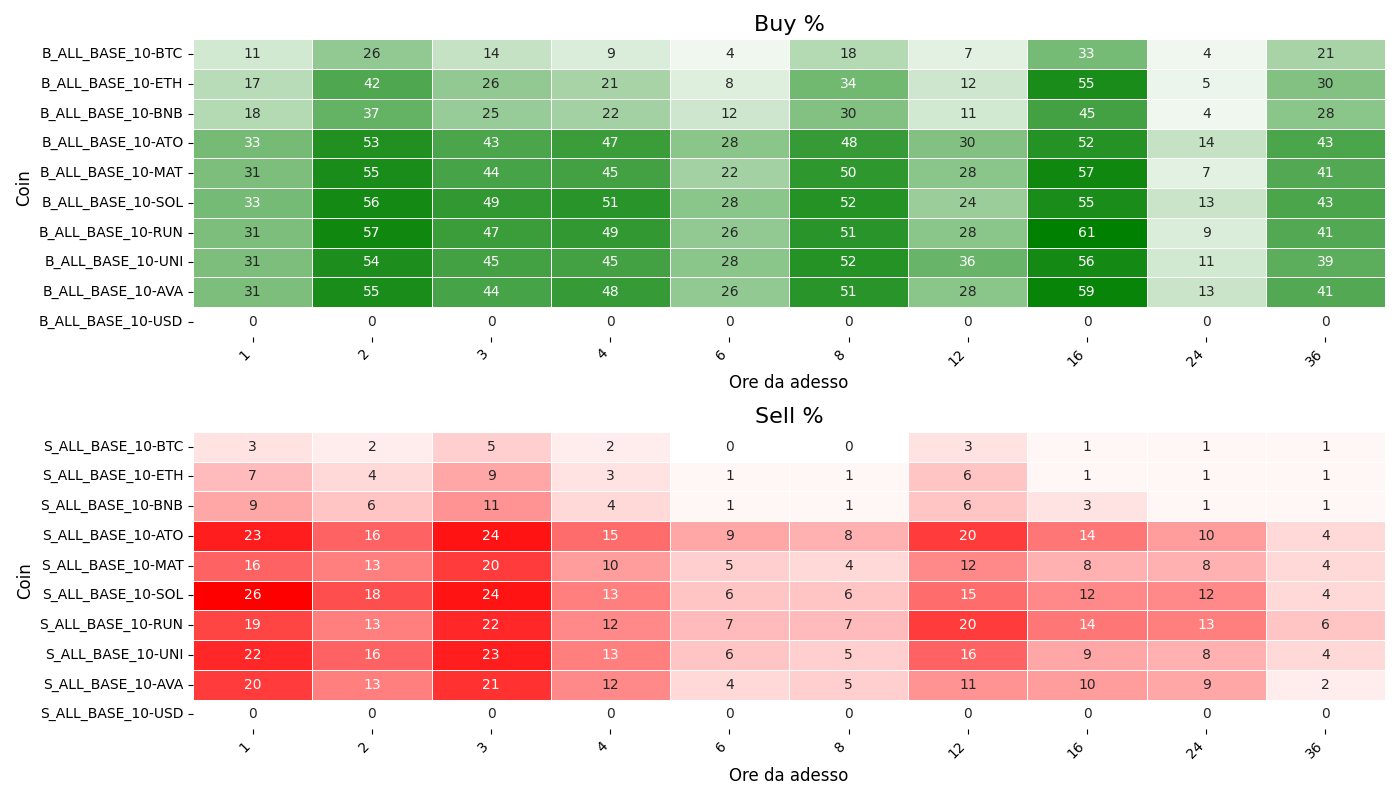 Buy %
Coin
B_ALL_BASE_10-BTC 11 26 14 9 4 18 7 33 4 21
B_ALL_BASE_10-ETH 17 42 26 21 8 34 12 55 5 30
B_ALL_BASE_10-BNB 18 37 25 22 12 30 11 45 4 28
B_ALL_BASE_10-ATO 33 53 43 47 28 48 30 52 14 43
B_ALL_BASE_10-MAT 31 55 44 45 22 50 28 57 7 41
B_ALL_BASE_10-SOL 33 56 49 51 28 52 24 55 13 43
B_ALL_BASE_10-RUN 31 57 47 49 26 51 28 61 9 41
B_ALL_BASE_10-UNI 31 54 45 45 28 52 36 56 11 39
B_ALL_BASE_10-AVA 31 55 44 48 26 51 28 59 13 41
B_ALL_BASE_10-USD 0 0 0 0 0 0 0 0 0 0
1 2 3 4 6 8 12 16 24 36
Ore da adesso
Sell %
Coin
S_ALL_BASE_10-BTC 3 2 5 2 0 0 3 1 1 1
S_ALL_BASE_10-ETH 7 4 9 3 1 1 6 1 1 1
S_ALL_BASE_10-BNB 9 6 11 4 1 1 6 3 1 1
S_ALL_BASE_10-ATO 23 16 24 15 9 8 20 14 10 4
S_ALL_BASE_10-MAT 16 13 20 10 5 4 12 8 8 4
S_ALL_BASE_10-SOL 26 18 24 13 6 6 15 12 12 4
S_ALL_BASE_10-RUN 19 13 22 12 7 7 20 14 13 6
S_ALL_BASE_10-UNI 22 16 23 13 6 5 16 9 8 4
S_ALL_BASE_10-AVA 20 13 21 12 4 5 11 10 9 2
S_ALL_BASE_10-USD 0 0 0 0 0 0 0 0 0 0
1 2 3 4 6 8 12 16 24 36
Ore da adesso